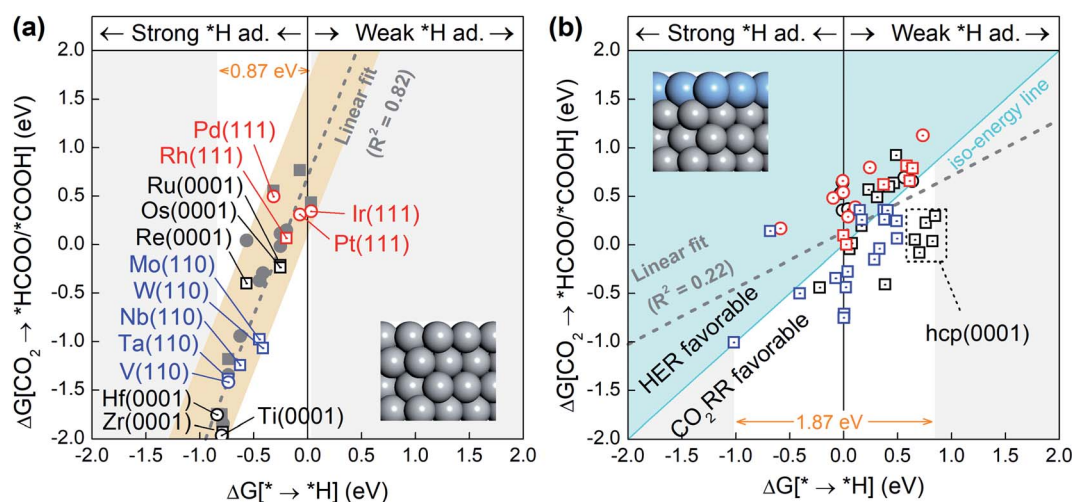 (a)
← Strong *H ad. ←
→ Weak *H ad. →
2.0
1.5
1.0
0.5
0.0
-0.5
-1.0
-1.5
-2.0
ΔG[CO2 → *HCOO/*COOH] (eV)
0.87 eV
Linear fit
(R² = 0.82)
Pd(111)
Rh(111)
Ru(0001)
Os(0001)
Re(0001)
Mo(110)
W(110)
Nb(110)
Ta(110)
V(110)
Hf(0001)
Zr(0001)
Ti(0001)
Ir(111)
Pt(111)
-2.0 -1.5 -1.0 -0.5 0.0 0.5 1.0 1.5 2.0
ΔG[* → *H] (eV)
(b)
← Strong *H ad. ←
→ Weak *H ad. →
2.0
1.5
1.0
0.5
0.0
-0.5
-1.0
-1.5
-2.0
ΔG[CO2 → *HCOO/*COOH] (eV)
iso-energy line
Linear fit
(R² = 0.22)
HER favorable
CO2RR favorable
hcp(0001)
1.87 eV
-2.0 -1.5 -1.0 -0.5 0.0 0.5 1.0 1.5 2.0
ΔG[* → *H] (eV)